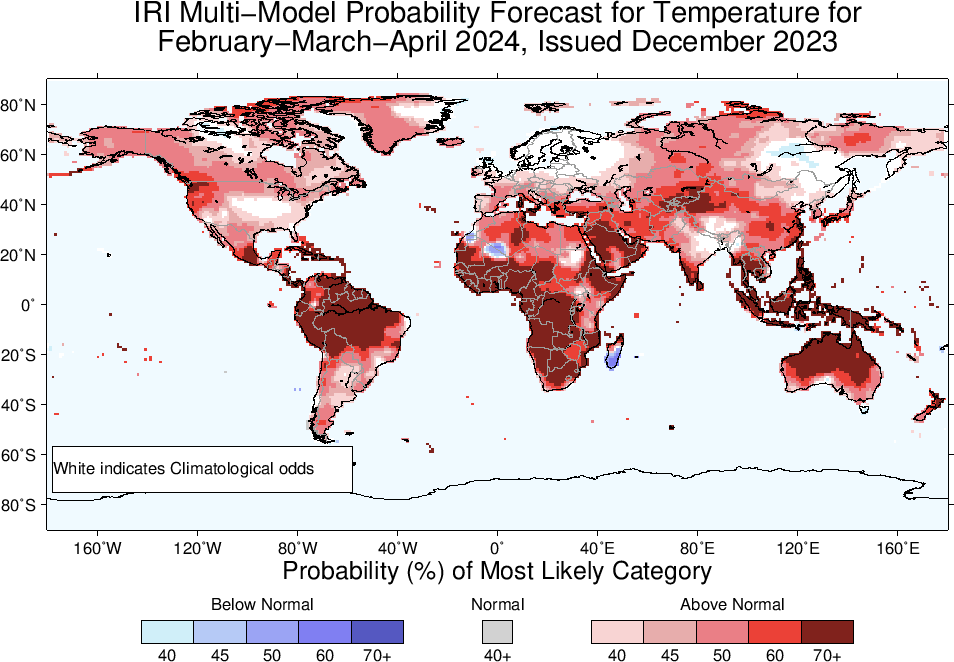 IRI Multi−Model Probability Forecast for Temperature for
February−March−April 2024, Issued December 2023
80˚N
60˚N
40˚N
20˚N
0˚
20˚S
40˚S
60˚S
80˚S
White indicates Climatological odds
160˚W 120˚W 80˚W 40˚W 0˚ 40˚E 80˚E 120˚E 160˚E
Probability (%) of Most Likely Category
Below Normal Normal Above Normal
40 45 50 60 70+ 40+ 40 45 50 60 70+